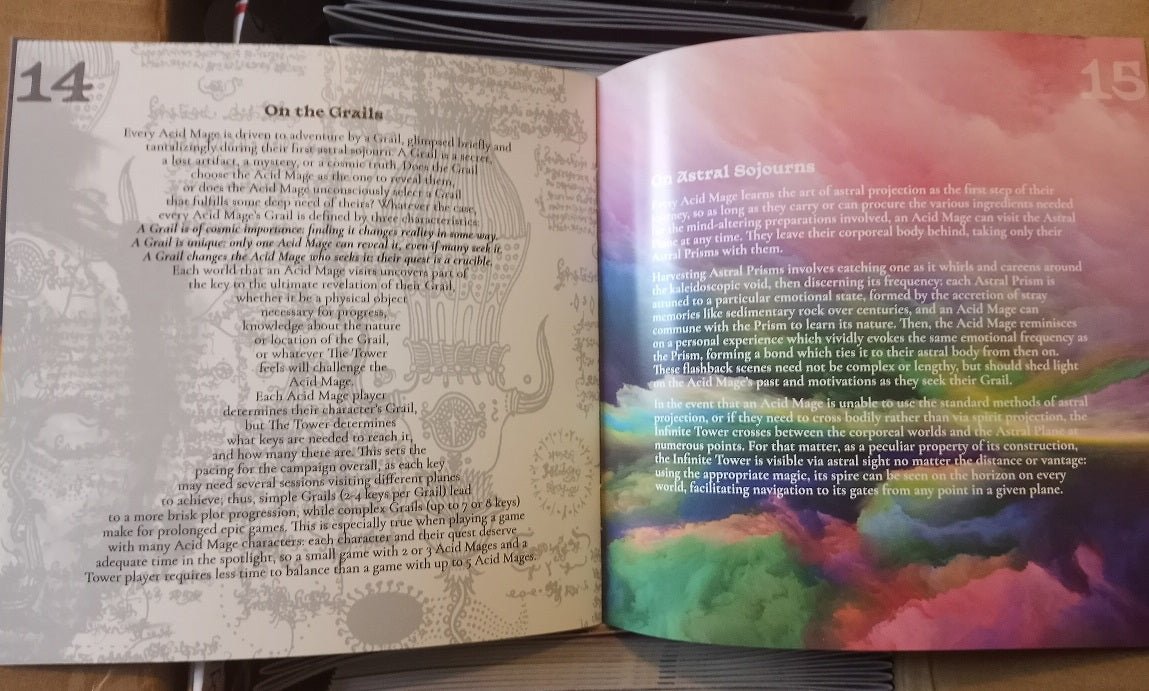 14
On the Grails
Every Acid Mage is driven to adventure by a Grail, glimpsed briefly and
tantalizingly during their first astral sojourn. A Grail is a secret,
a lost artifact, a mystery, or a cosmic truth. Does the Grail
choose the Acid Mage as the one to reveal them,
or does the Acid Mage unconsciously select a Grail
that fulfills some deep need of theirs? Whatever the case,
every Acid Mage's Grail is defined by three characteristics:
A Grail is of cosmic importance: finding it changes reality in some way.
A Grail is unique: only one Acid Mage can reveal it, even if many seek it.
A Grail changes the Acid Mage who seeks it: their quest is a crucible.
Each world that an Acid Mage visits uncovers part of
the key to the ultimate revelation of their Grail,
whether it be a physical object
necessary for progress,
knowledge about the nature
or location of the Grail,
or whatever The Tower
feels will challenge the
Acid Mage.
Each Acid Mage player
determines their character's Grail,
but The Tower determines
what keys are needed to reach it,
and how many there are. This sets the
pacing for the campaign overall, as each key
may need several sessions visiting different planes
to achieve; thus, simple Grails (2-4 keys per Grail) lead
to a more brisk plot progression, while complex Grails (up to 7 or 8 keys)
make for prolonged epic games. This is especially true when playing a game
with many Acid Mage characters: each character and their quest deserve
adequate time in the spotlight, so a small game with 2 or 3 Acid Mages and a
Tower player requires less time to balance than a game with up to 5 Acid Mages.
15
On Astral Sojourns
Every Acid Mage learns the art of astral projection as the first step of their
journey, so as long as they carry or can procure the various ingredients needed
for the mind-altering preparations involved, an Acid Mage can visit the Astral
Plane at any time. They leave their corporeal body behind, taking only their
Astral Prisms with them.
Harvesting Astral Prisms involves catching one as it whirls and careens around
the kaleidoscopic void, then discerning its frequency: each Astral Prism is
attuned to a particular emotional state, formed by the accretion of stray
memories like sedimentary rock over centuries, and an Acid Mage can
commune with the Prism to learn its nature. Then, the Acid Mage reminisces
on a personal experience which vividly evokes the same emotional frequency as
the Prism, forming a bond which ties it to their astral body from then on.
These flashback scenes need not be complex or lengthy, but should shed light
on the Acid Mage's past and motivations as they seek their Grail.
In the event that an Acid Mage is unable to use the standard methods of astral
projection, or if they need to cross bodily rather than via spirit projection, the
Infinite Tower crosses between the corporeal worlds and the Astral Plane at
numerous points. For that matter, as a peculiar property of its construction,
the Infinite Tower is visible via astral sight no matter the distance or vantage:
using the appropriate magic, its spire can be seen on the horizon on every
world, facilitating navigation to its gates from any point in a given plane.